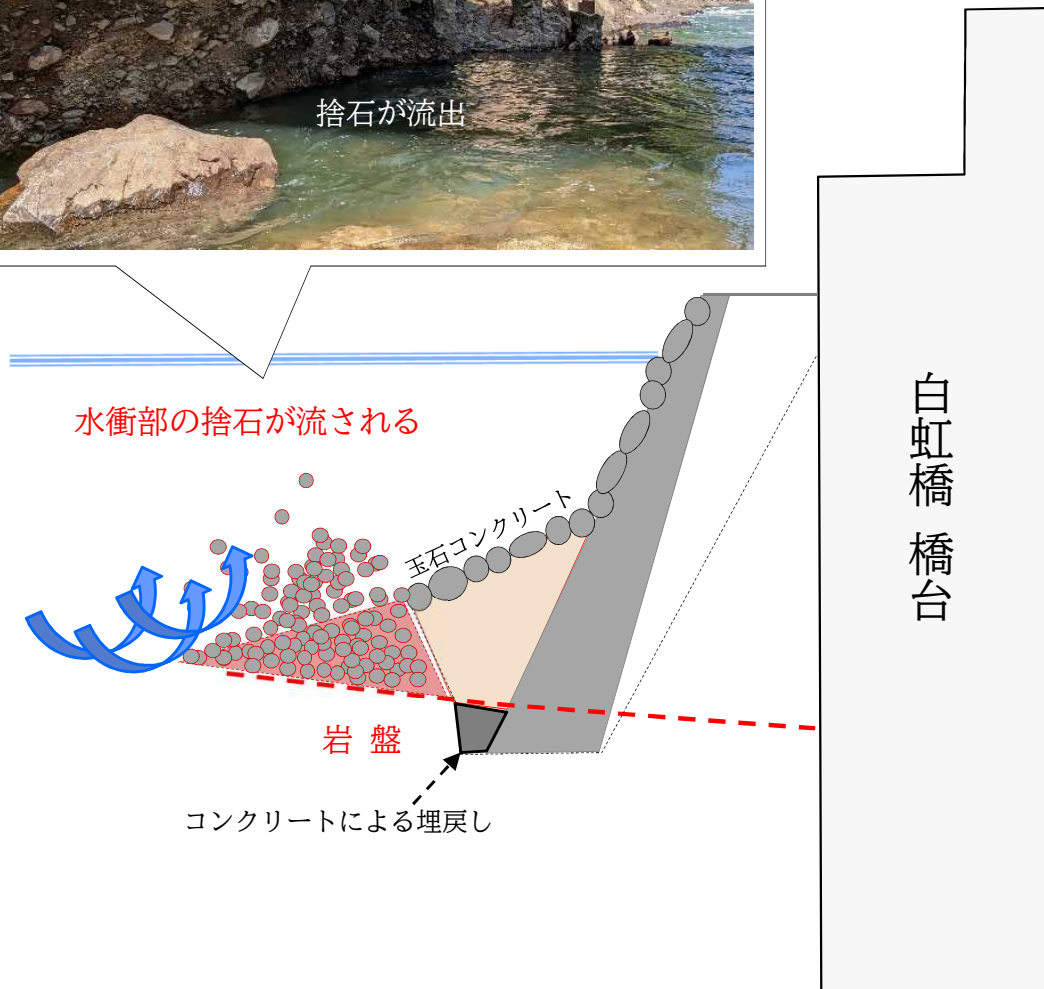 捨石が流出
水衝部の捨石が流される
玉石コンクリート
白虹橋 橋台
岩 盤
コンクリートによる埋戻し